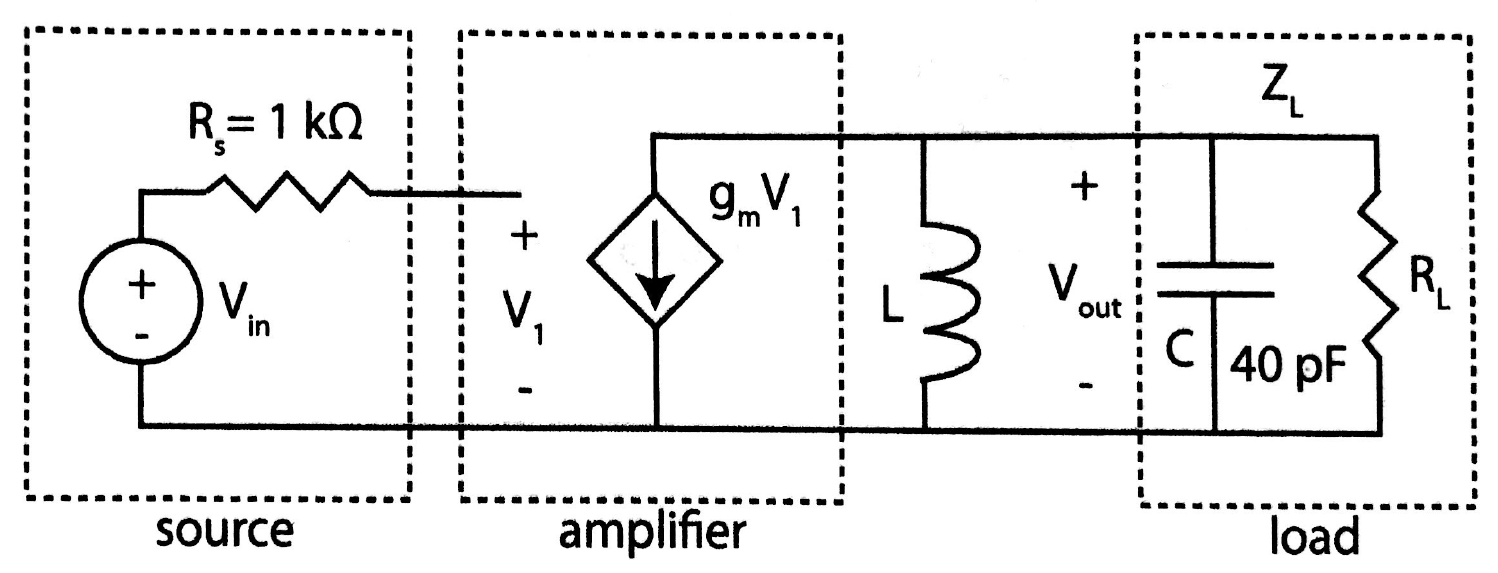 R_s = 1 kΩ
+
-
V_in
+
V_1
-
g_m V_1
L
+
V_out
-
Z_L
C
40 pF
R_L
source
amplifier
load